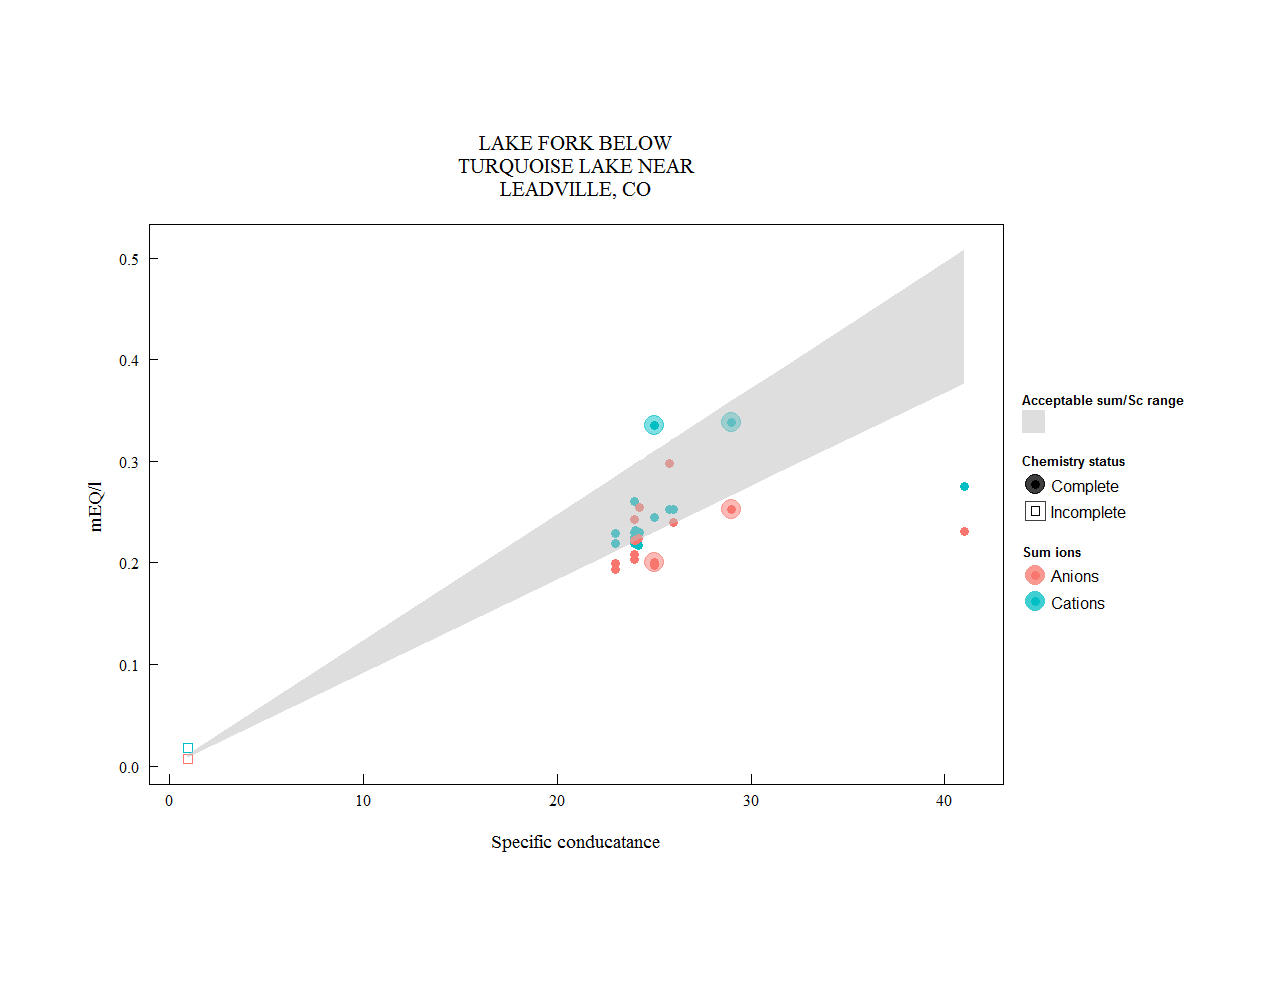 LAKE FORK BELOW
TURQUOISE LAKE NEAR
LEADVILLE, CO
0.5
0.4
0.3
0.2
0.1
0.0
mEQ/l
0
10
20
30
40
Specific conducatance
Acceptable sum/Sc range
Chemistry status
Complete
Incomplete
Sum ions
Anions
Cations